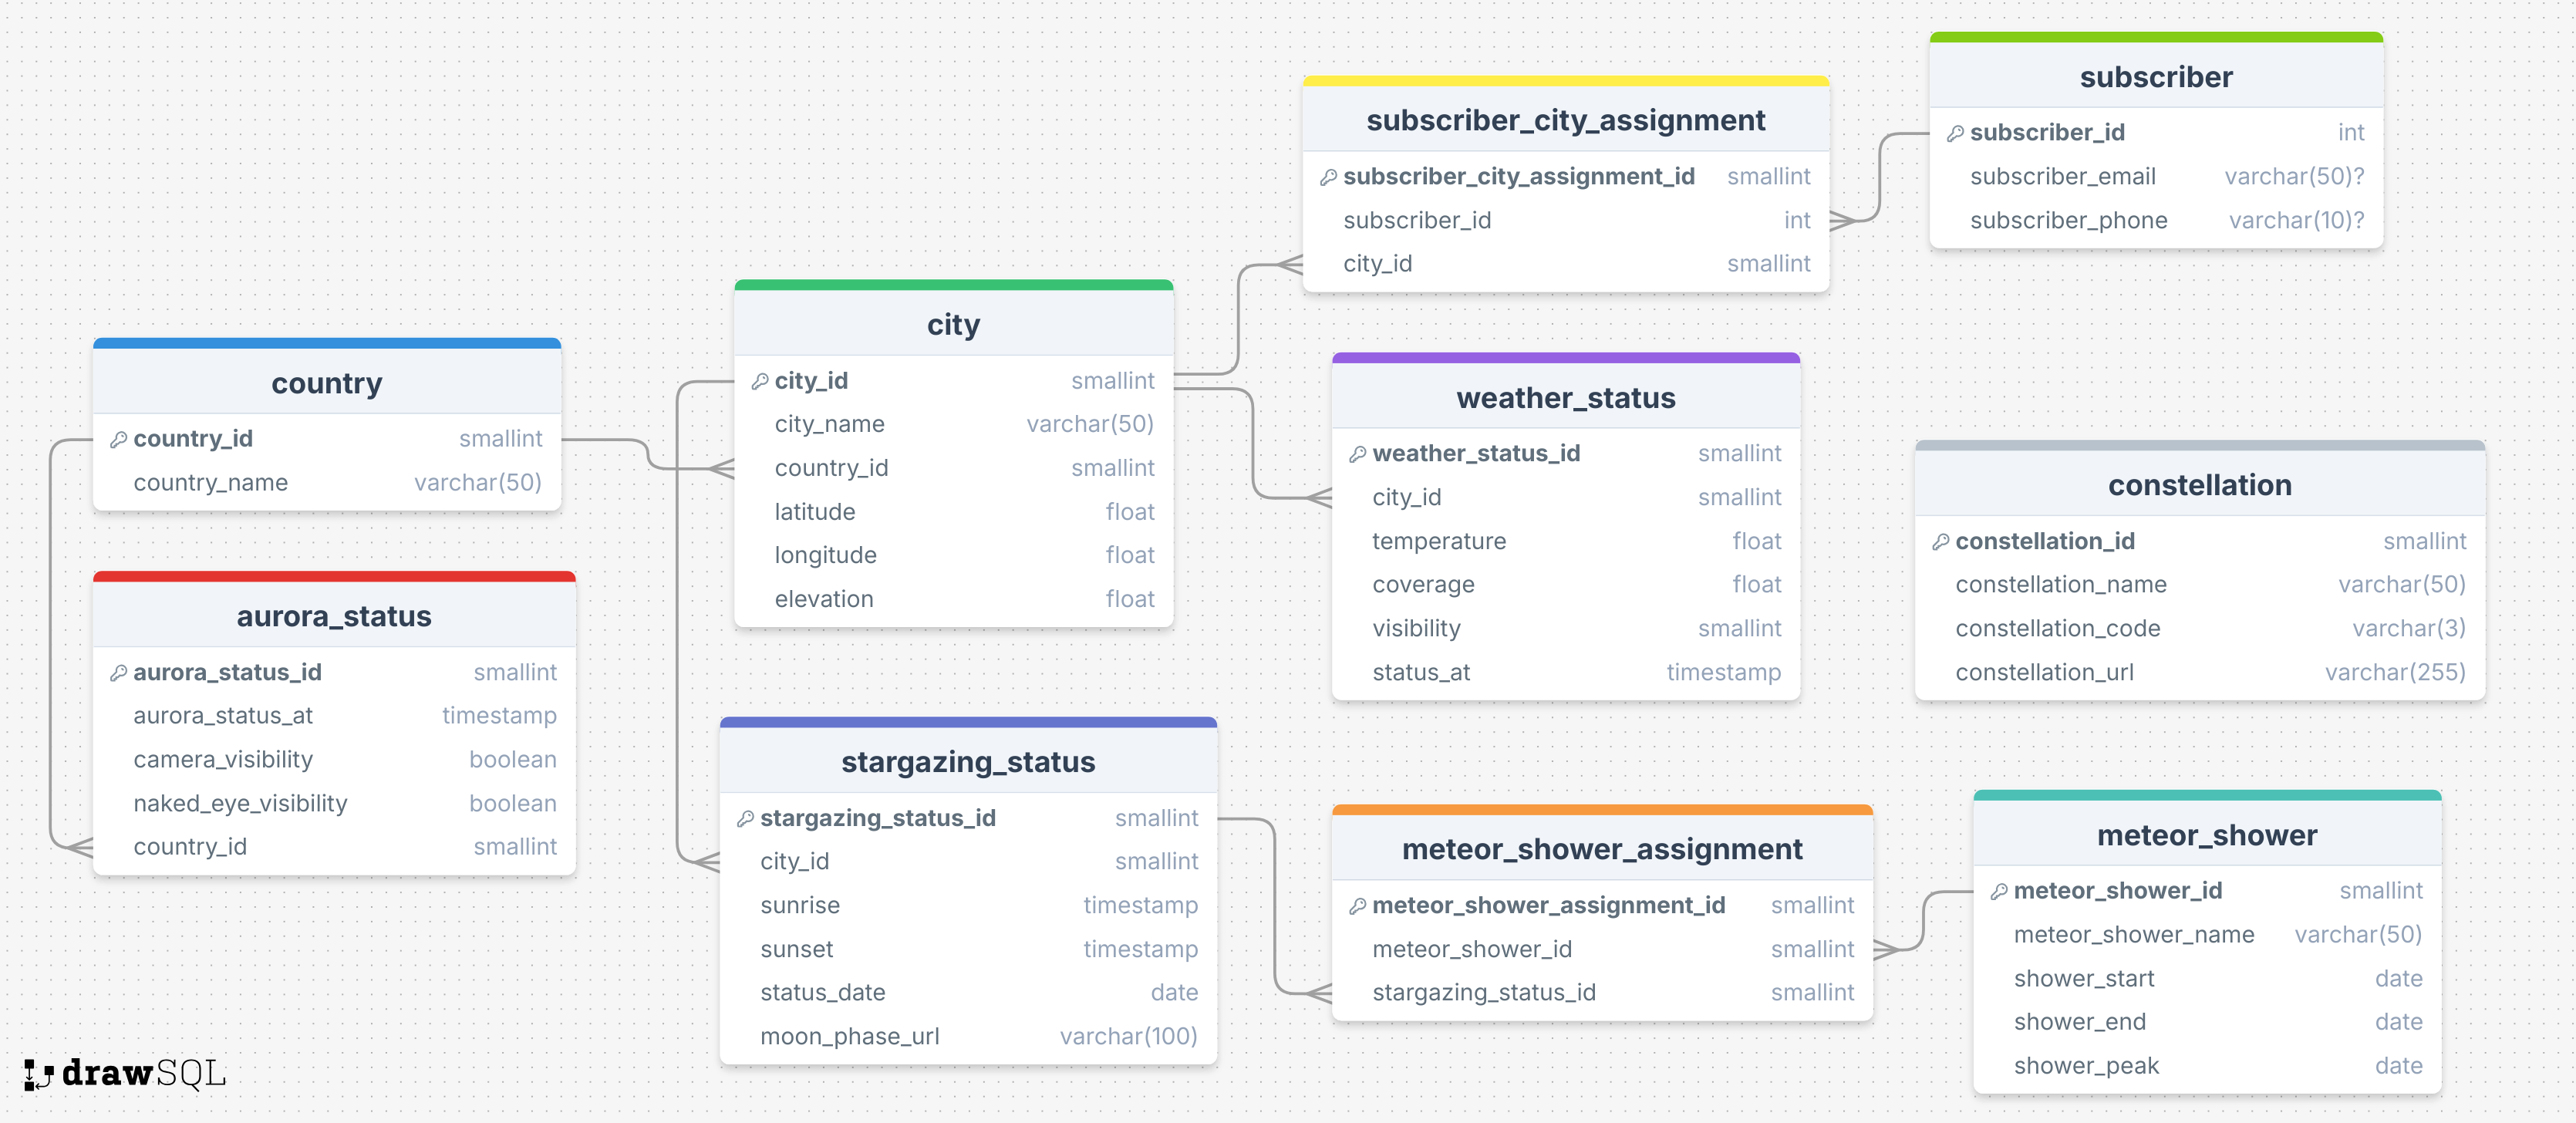 subscriber
subscriber_id int
subscriber_email varchar(50)?
subscriber_phone varchar(10)?
subscriber_city_assignment
subscriber_city_assignment_id smallint
subscriber_id int
city_id smallint
city
city_id smallint
city_name varchar(50)
country_id smallint
latitude float
longitude float
elevation float
country
country_id smallint
country_name varchar(50)
weather_status
weather_status_id smallint
city_id smallint
temperature float
coverage float
visibility smallint
status_at timestamp
constellation
constellation_id smallint
constellation_name varchar(50)
constellation_code varchar(3)
constellation_url varchar(255)
aurora_status
aurora_status_id smallint
aurora_status_at timestamp
camera_visibility boolean
naked_eye_visibility boolean
country_id smallint
stargazing_status
stargazing_status_id smallint
city_id smallint
sunrise timestamp
sunset timestamp
status_date date
moon_phase_url varchar(100)
meteor_shower_assignment
meteor_shower_assignment_id smallint
meteor_shower_id smallint
stargazing_status_id smallint
meteor_shower
meteor_shower_id smallint
meteor_shower_name varchar(50)
shower_start date
shower_end date
shower_peak date
drawSQL